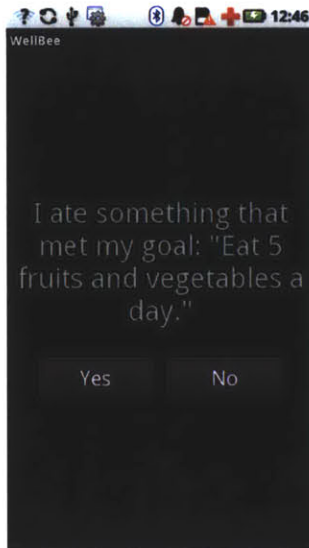 12:46
WellBee
I ate something that
met my goal: "Eat 5
fruits and vegetables a
day."
Yes
No